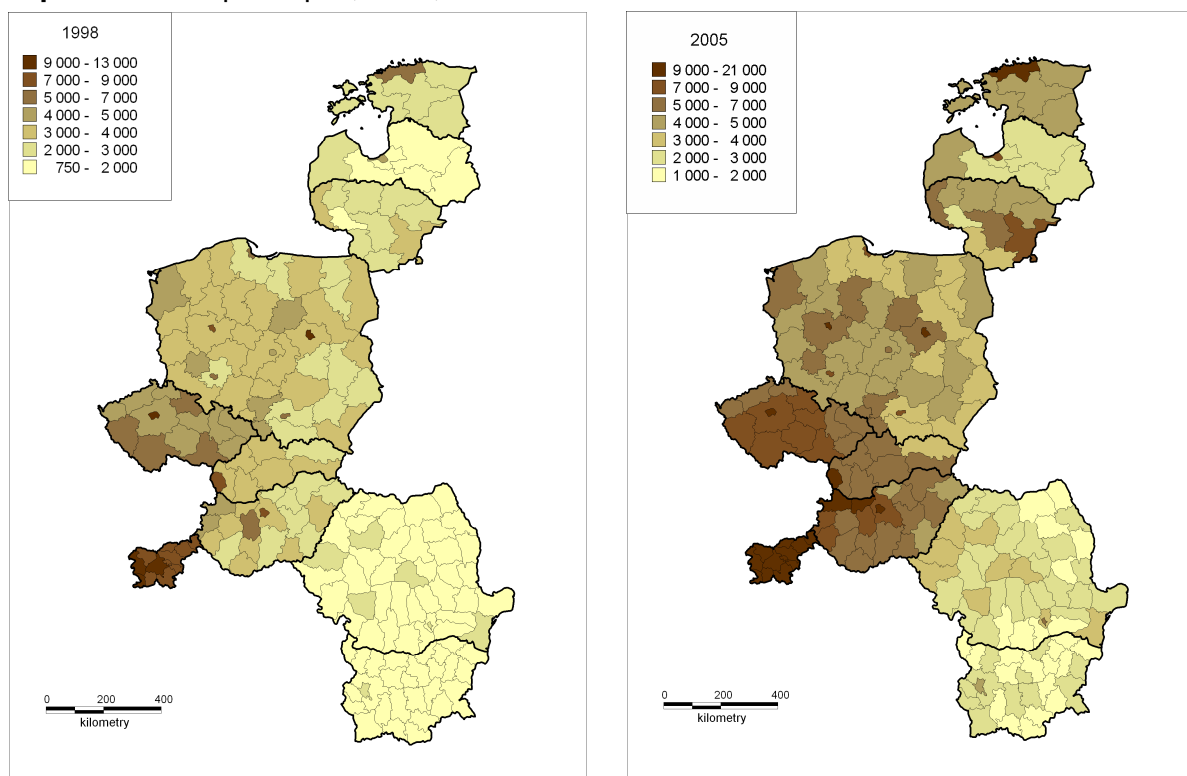 1998
9 000 - 13 000
7 000 - 9 000
5 000 - 7 000
4 000 - 5 000
3 000 - 4 000
2 000 - 3 000
750 - 2 000
0 200 400
kilometry
2005
9 000 - 21 000
7 000 - 9 000
5 000 - 7 000
4 000 - 5 000
3 000 - 4 000
2 000 - 3 000
1 000 - 2 000
0 200 400
kilometry